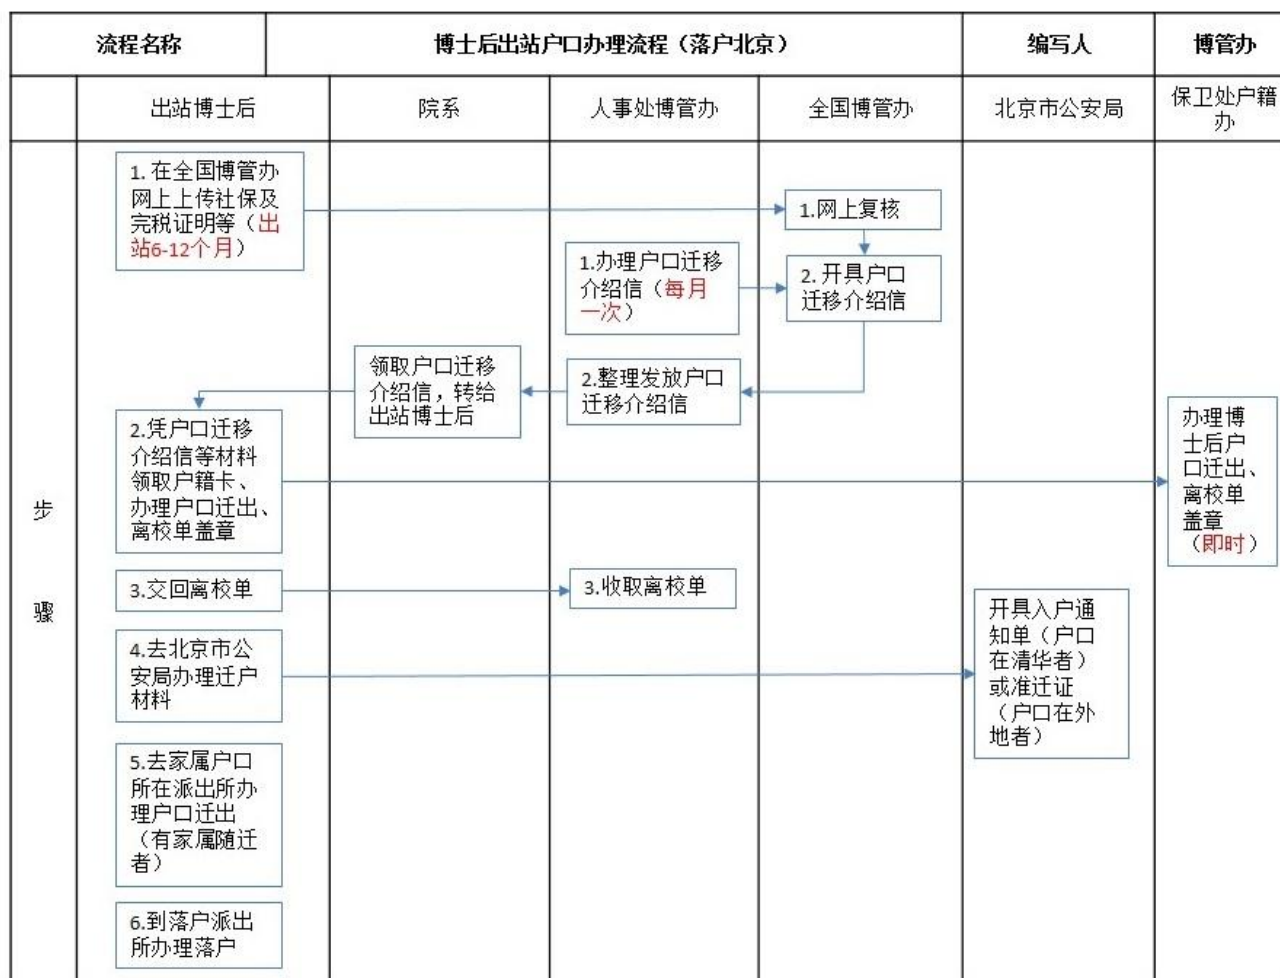 流程名称
博士后出站户口办理流程（落户北京）
编写人
博管办
出站博士后
院系
人事处博管办
全国博管办
北京市公安局
保卫处户籍
办
步
骤
1. 在全国博管办
网上上传社保及
完税证明等（出
站6-12个月）
1.网上复核
1.办理户口迁移
介绍信（每月
一次）
2. 开具户口
迁移介绍信
领取户口迁移
介绍信，转给
出站博士后
2.整理发放户口
迁移介绍信
2.凭户口迁移
介绍信等材料
领取户籍卡、
办理户口迁出、
离校单盖章
办理博
士后户
口迁出、
离校单
盖章
（即时）
3.交回离校单
3.收取离校单
4.去北京市公
安局办理迁户
材料
开具入户通
知单（户口
在清华者）
或准迁证
（户口在外
地者）
5.去家属户口
所在派出所办
理户口迁出
（有家属随迁
者）
6.到落户派出
所办理落户